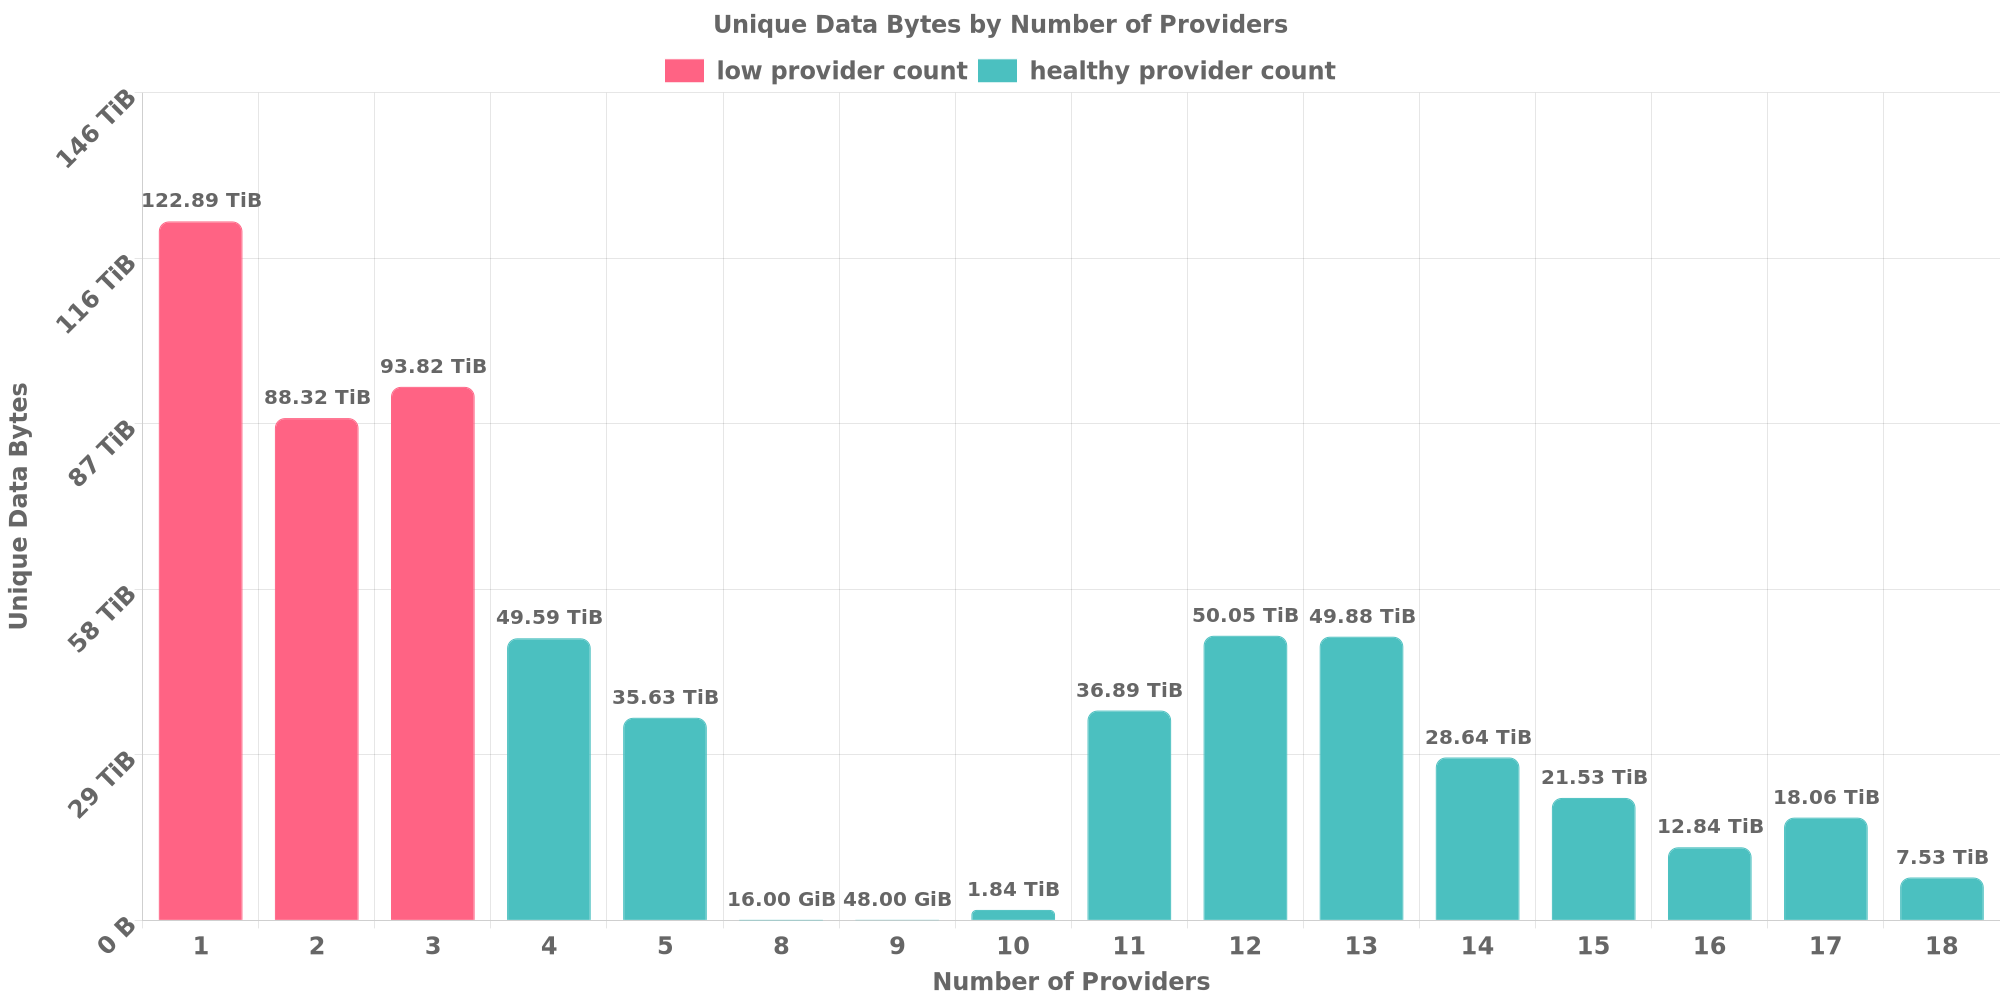 Unique Data Bytes by Number of Providers
low provider count healthy provider count
Unique Data Bytes
146 TiB
116 TiB
87 TiB
58 TiB
29 TiB
0 B
122.89 TiB
88.32 TiB
93.82 TiB
49.59 TiB
35.63 TiB
16.00 GiB
48.00 GiB
1.84 TiB
36.89 TiB
50.05 TiB
49.88 TiB
28.64 TiB
21.53 TiB
12.84 TiB
18.06 TiB
7.53 TiB
1 2 3 4 5 8 9 10 11 12 13 14 15 16 17 18
Number of Providers